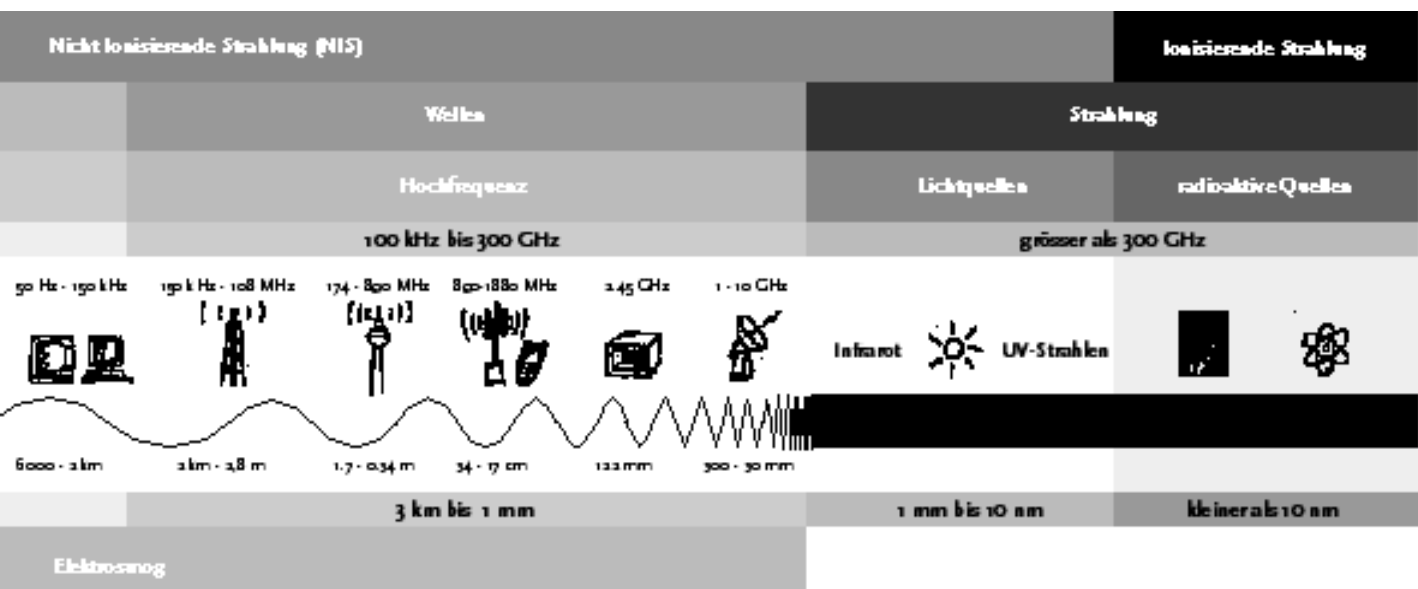 Nicht Ionisierende Strahlung (NIS)
Ionisierende Strahlung
Wellen
Strahlung
Hochfrequenz
Lichtquellen
radioaktive Quellen
100 kHz bis 300 GHz
grösser als 300 GHz
50 Hz - 150 kHz
150 k Hz - 108 MHz
174 - 890 MHz
890-1880 MHz
2.45 GHz
1 - 10 GHz
Infrarot
UV-Strahlen
6000 - 2 km
2 km - 2,8 m
1.7 - 0.34 m
34 - 17 cm
122 mm
300 - 30 mm
3 km bis 1 mm
1 mm bis 10 nm
kleiner als 10 nm
Elektrosmog